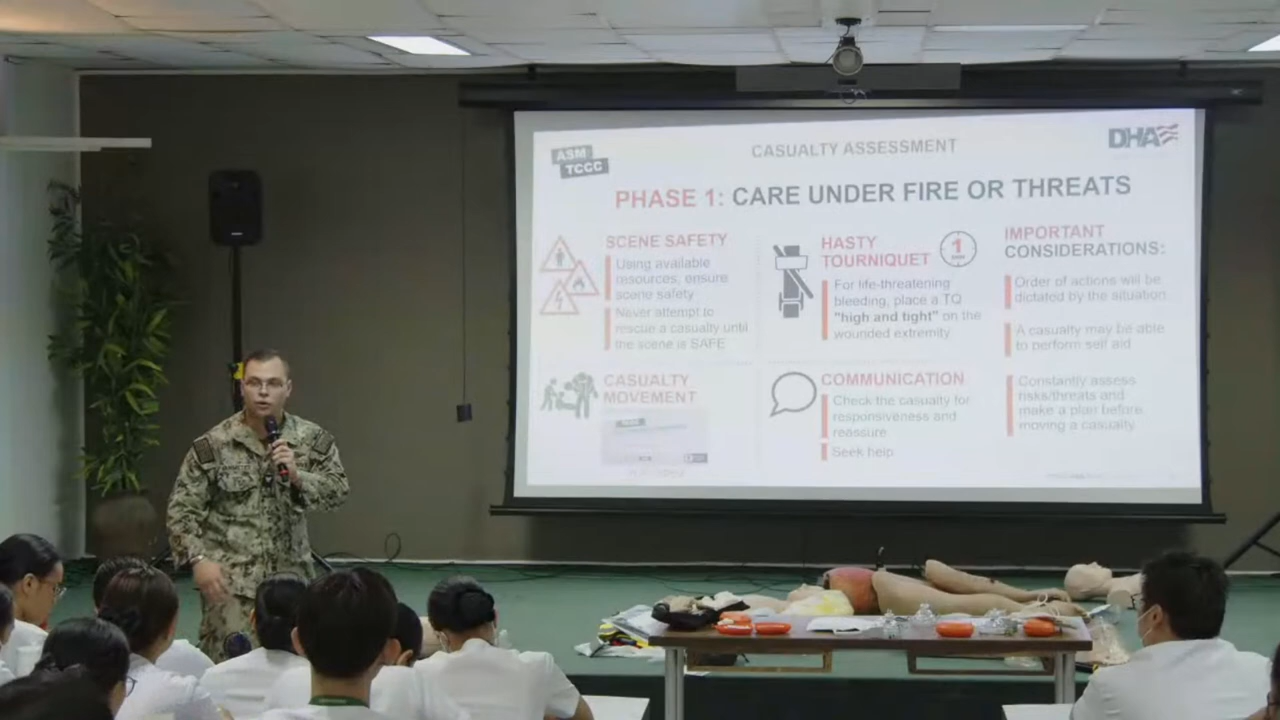 ASM
TCCC
CASUALTY ASSESSMENT
DHA
PHASE 1: CARE UNDER FIRE OR THREATS
SCENE SAFETY
Using available
resources, ensure
scene safety
Never attempt to
rescue a casualty until
the scene is SAFE
HASTY
TOURNIQUET
1
For life-threatening
bleeding, place a TQ
"high and tight" on the
wounded extremity
IMPORTANT
CONSIDERATIONS:
Order of actions will be
dictated by the situation
A casualty may be able
to perform self aid
Constantly assess
risks/threats and
make a plan before
moving a casualty
CASUALTY
MOVEMENT
COMMUNICATION
Check the casualty for
responsiveness and
reassure
Seek help